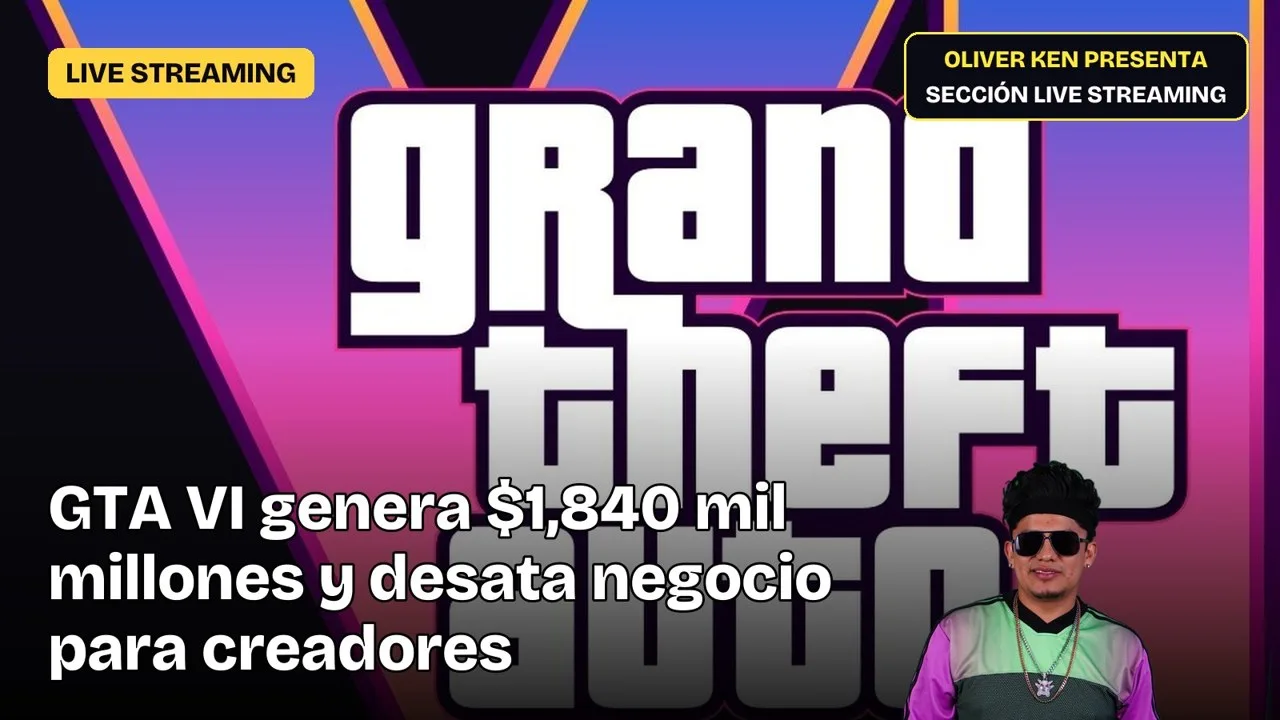 LIVE STREAMING
OLIVER KEN PRESENTA
SECCIÓN LIVE STREAMING
grand
theft
auto
GTA VI genera $1,840 mil
millones y desata negocio
para creadores